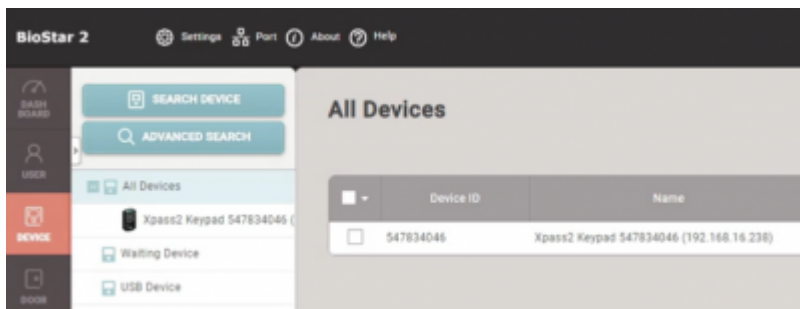 BioStar 2 Settings Port About Help
DASH
BOARD
USER
DEVICE
DOOR
SEARCH DEVICE
ADVANCED SEARCH
All Devices
Xpass2 Keypad 547834046 (
Waiting Device
USB Device
All Devices
Device ID Name
547834046 Xpass2 Keypad 547834046 (192.168.16.238)